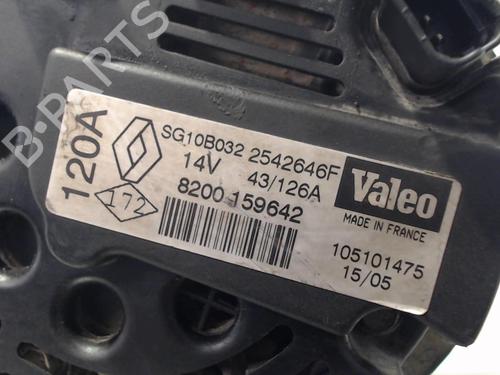 B-PARTS
120A
SG10B032 2542646F
14V 43/126A
172
8200 159642
Valeo
MADE IN FRANCE
105101475
15/05